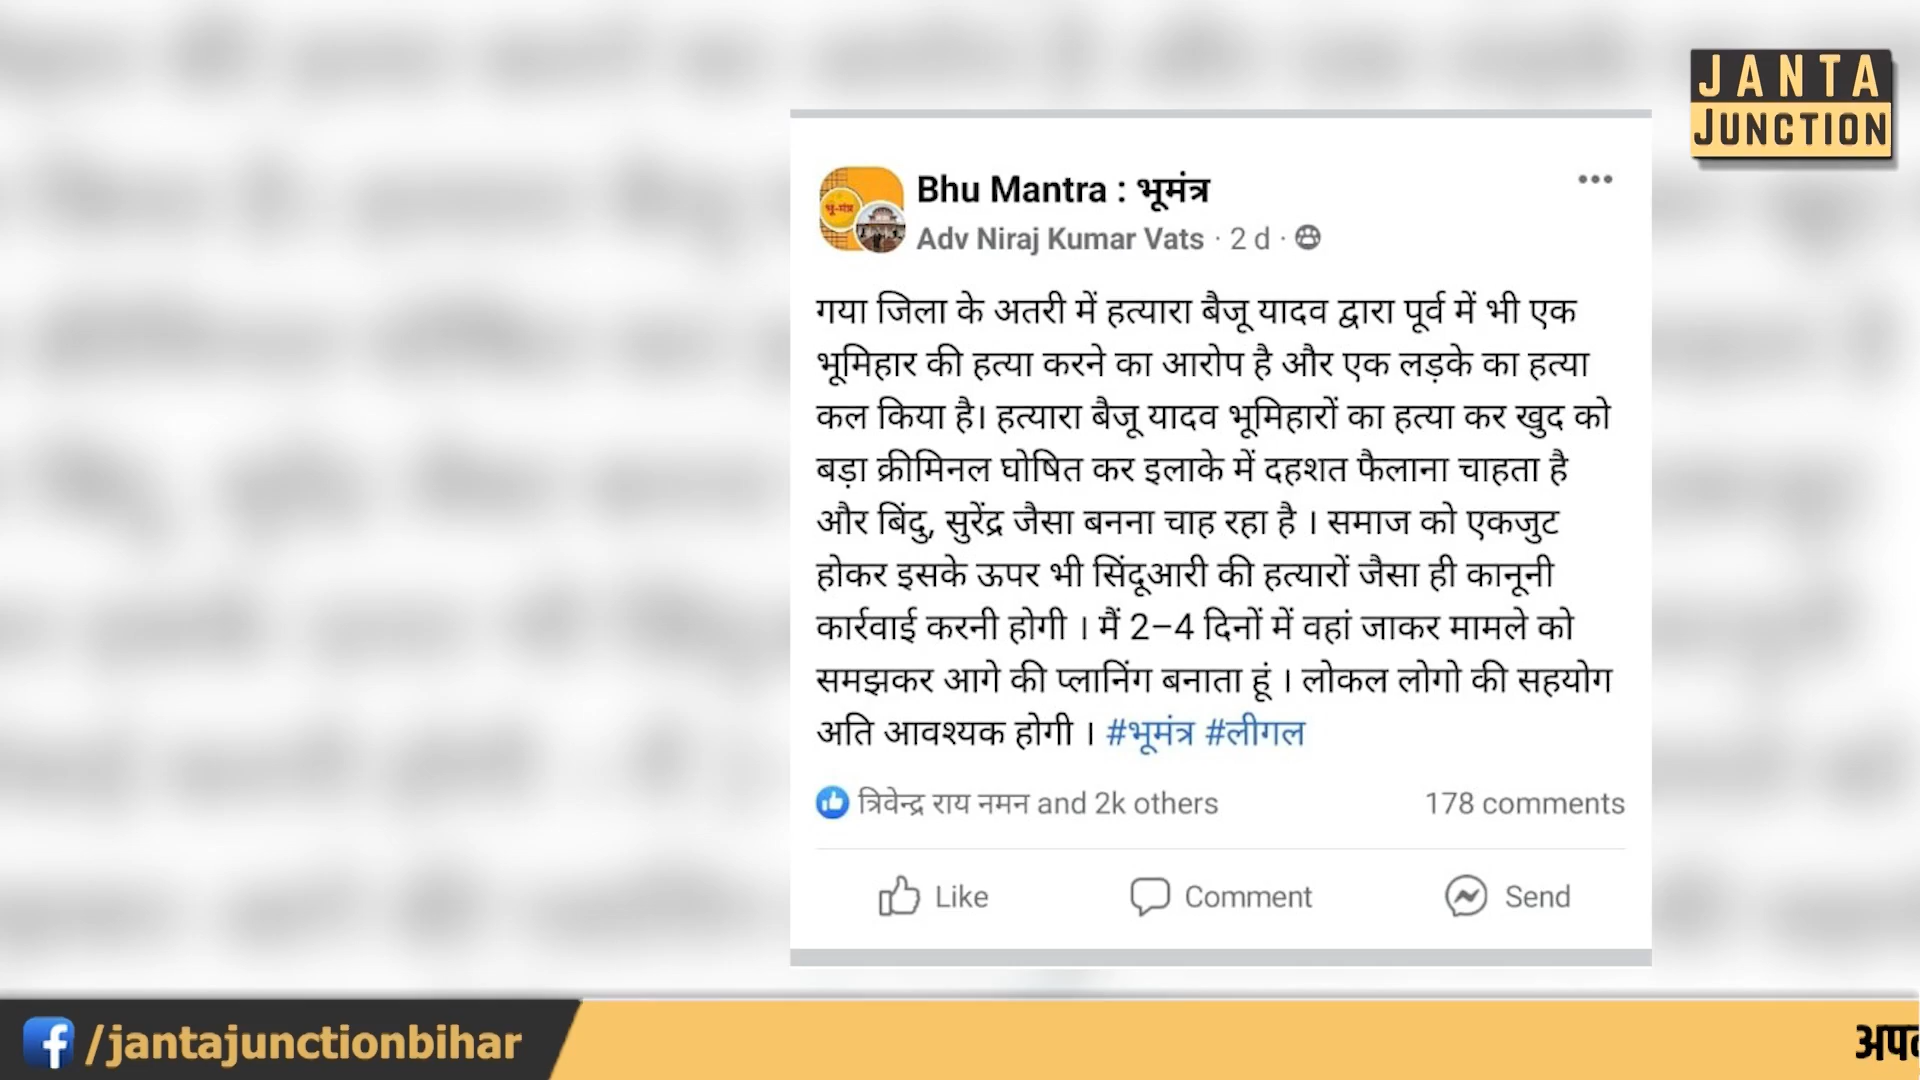 JANTA
JUNCTION
Bhu Mantra : भूमंत्र
भू-मंत्र
Adv Niraj Kumar Vats · 2 d ·
गया जिला के अतरी में हत्यारा बैजू यादव द्वारा पूर्व में भी एक
भूमिहार की हत्या करने का आरोप है और एक लड़के का हत्या
कल किया है। हत्यारा बैजू यादव भूमिहारों का हत्या कर खुद को
बड़ा क्रीमिनल घोषित कर इलाके में दहशत फैलाना चाहता है
और बिंदु, सुरेंद्र जैसा बनना चाह रहा है । समाज को एकजुट
होकर इसके ऊपर भी सिंदूआरी की हत्यारों जैसा ही कानूनी
कार्रवाई करनी होगी । मैं 2–4 दिनों में वहां जाकर मामले को
समझकर आगे की प्लानिंग बनाता हूं । लोकल लोगो की सहयोग
अति आवश्यक होगी । #भूमंत्र #लीगल
त्रिवेन्द्र राय नमन and 2k others 178 comments
Like Comment Send
/jantajunctionbihar